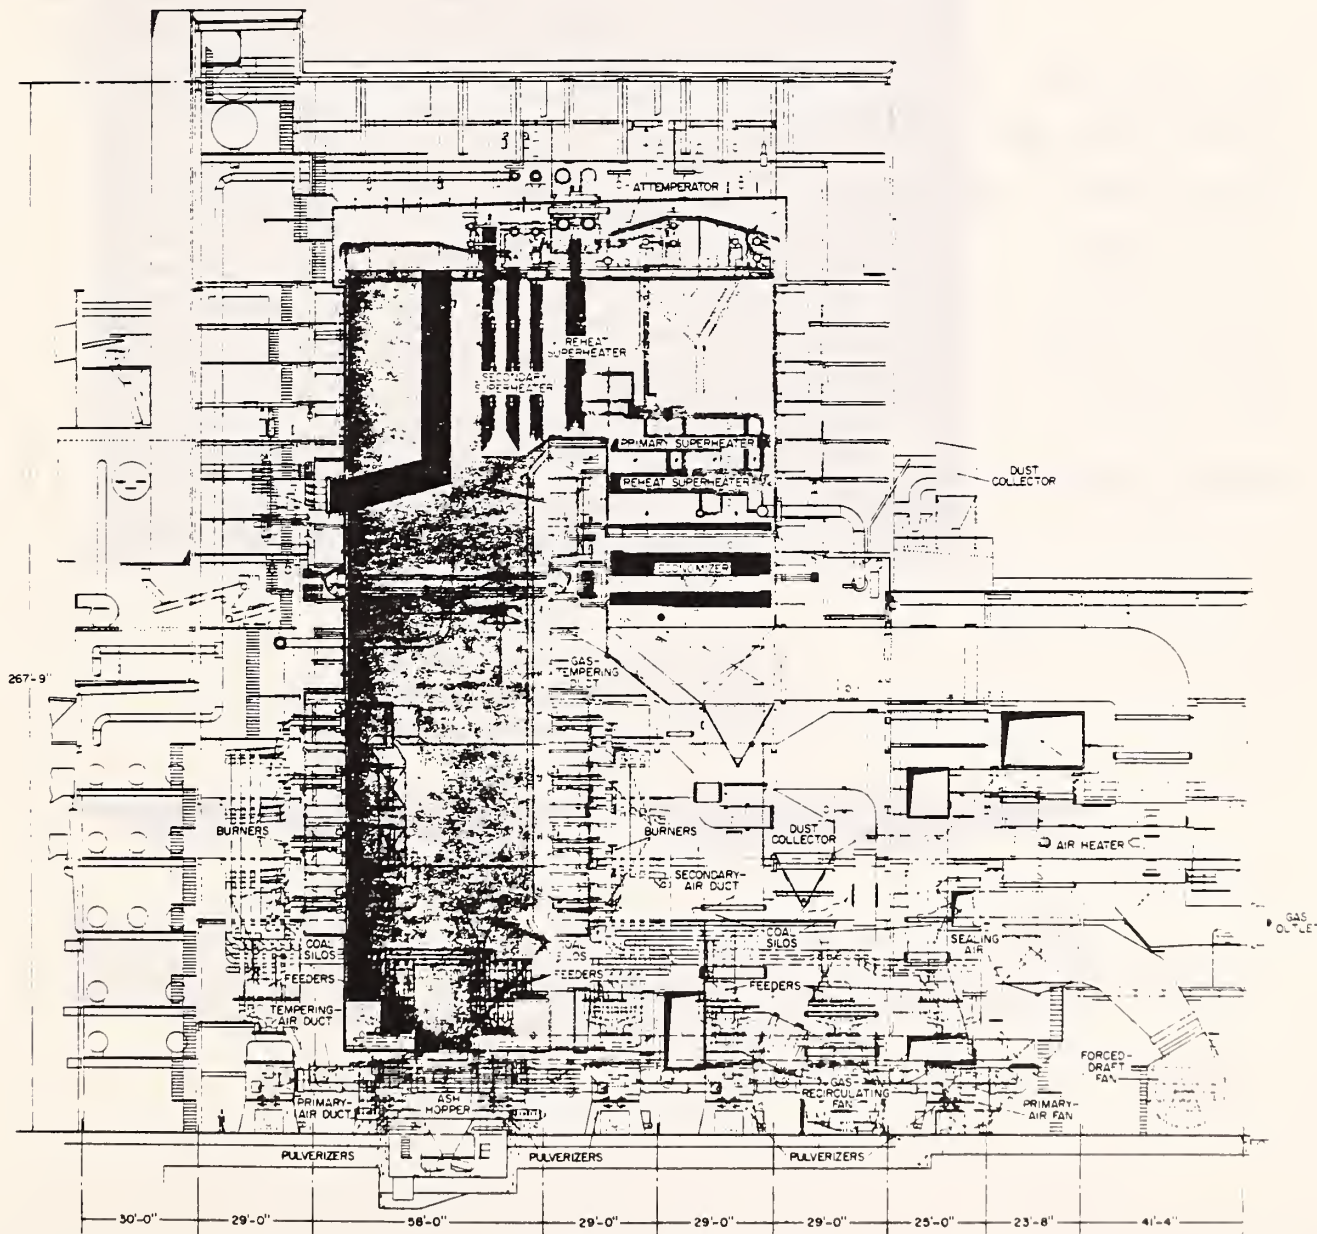 ATTEMPERATOR
REHEAT
SUPERHEATER
SECONDARY
SUPERHEATER
PRIMARY SUPERHEATER
REHEAT SUPERHEATER
DUST
COLLECTOR
ECONOMIZER
267'-9"
GAS-
TEMPERING
DUCT
BURNERS
BURNERS
DUST
COLLECTOR
AIR HEATER
SECONDARY-
AIR DUCT
GAS
OUTLET
COAL
SILOS
COAL
SILOS
COAL
SILOS
SEALING
AIR
FEEDERS
FEEDERS
FEEDERS
TEMPERING-
AIR DUCT
FORCED-
DRAFT
FAN
PRIMARY-
AIR DUCT
ASH
HOPPER
GAS-
RECIRCULATING
FAN
PRIMARY-
AIR FAN
PULVERIZERS
PULVERIZERS
PULVERIZERS
30'-0" 29'-0" 58'-0" 29'-0" 29'-0" 29'-0" 25'-0" 23'-8" 41'-4"